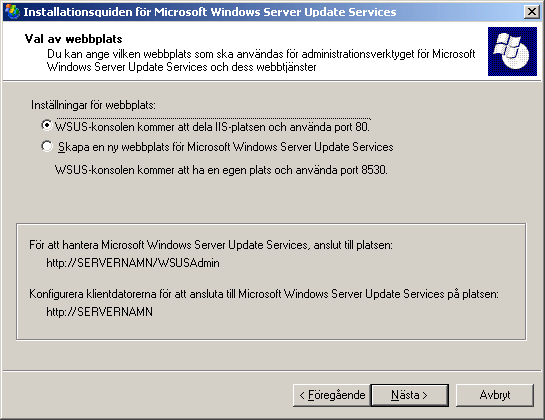 Installationsquiden för Microsoft Windows Server Update Services
Val av webbplats
Du kan ange vilken webbplats som ska användas för administrationsverktyget för Microsoft
Windows Server Update Services och dess webbtjänster
Inställningar för webbplats:
WSUS-konsolen kommer att dela IIS-platsen och använda port 80.
Skapa en ny webbplats för Microsoft Windows Server Update Services
WSUS-konsolen kommer att ha en egen plats och använda port 8530.
För att hantera Microsoft Windows Server Update Services, anslut till platsen:
http://SERVERNAMN/WSUSAdmin
Konfigurera klientdatorerna för att ansluta till Microsoft Windows Server Update Services på platsen:
http://SERVERNAMN
< Föregående
Nästa >
Avbryt